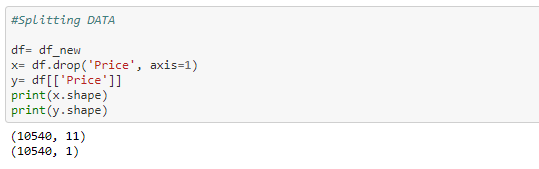 #Splitting DATA
df= df_new
x= df.drop('Price', axis=1)
y= df[['Price']]
print(x.shape)
print(y.shape)
(10540, 11)
(10540, 1)